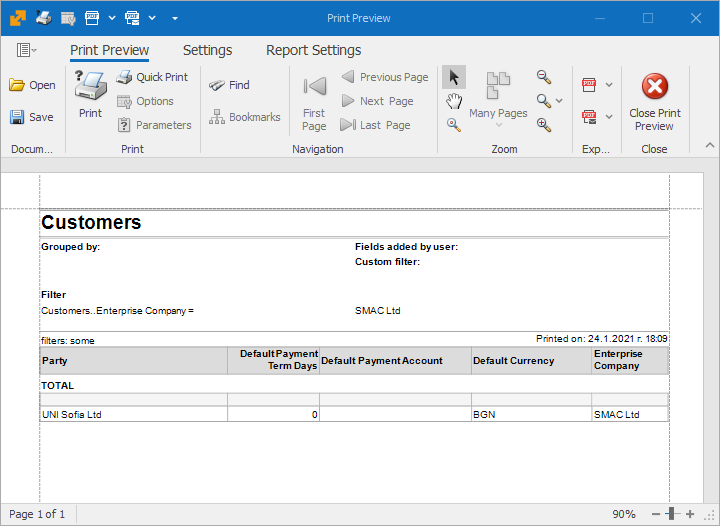 Print Preview
Print Preview Settings Report Settings
Open
Save
Docum...
Print
Quick Print
Options
Parameters
Print
Find
Bookmarks
First Page
Previous Page
Next Page
Last Page
Navigation
Many Pages
Zoom
PDF
PDF
Exp...
Close Print Preview
Close
Customers
Grouped by: Fields added by user:
Custom filter:
Filter
Customers..Enterprise Company = SMAC Ltd
filters: some Printed on: 24.1.2021 г. 18:09
Party Default Payment Term Days Default Payment Account Default Currency Enterprise Company
TOTAL
UNI Sofia Ltd 0 BGN SMAC Ltd
Page 1 of 1 90%